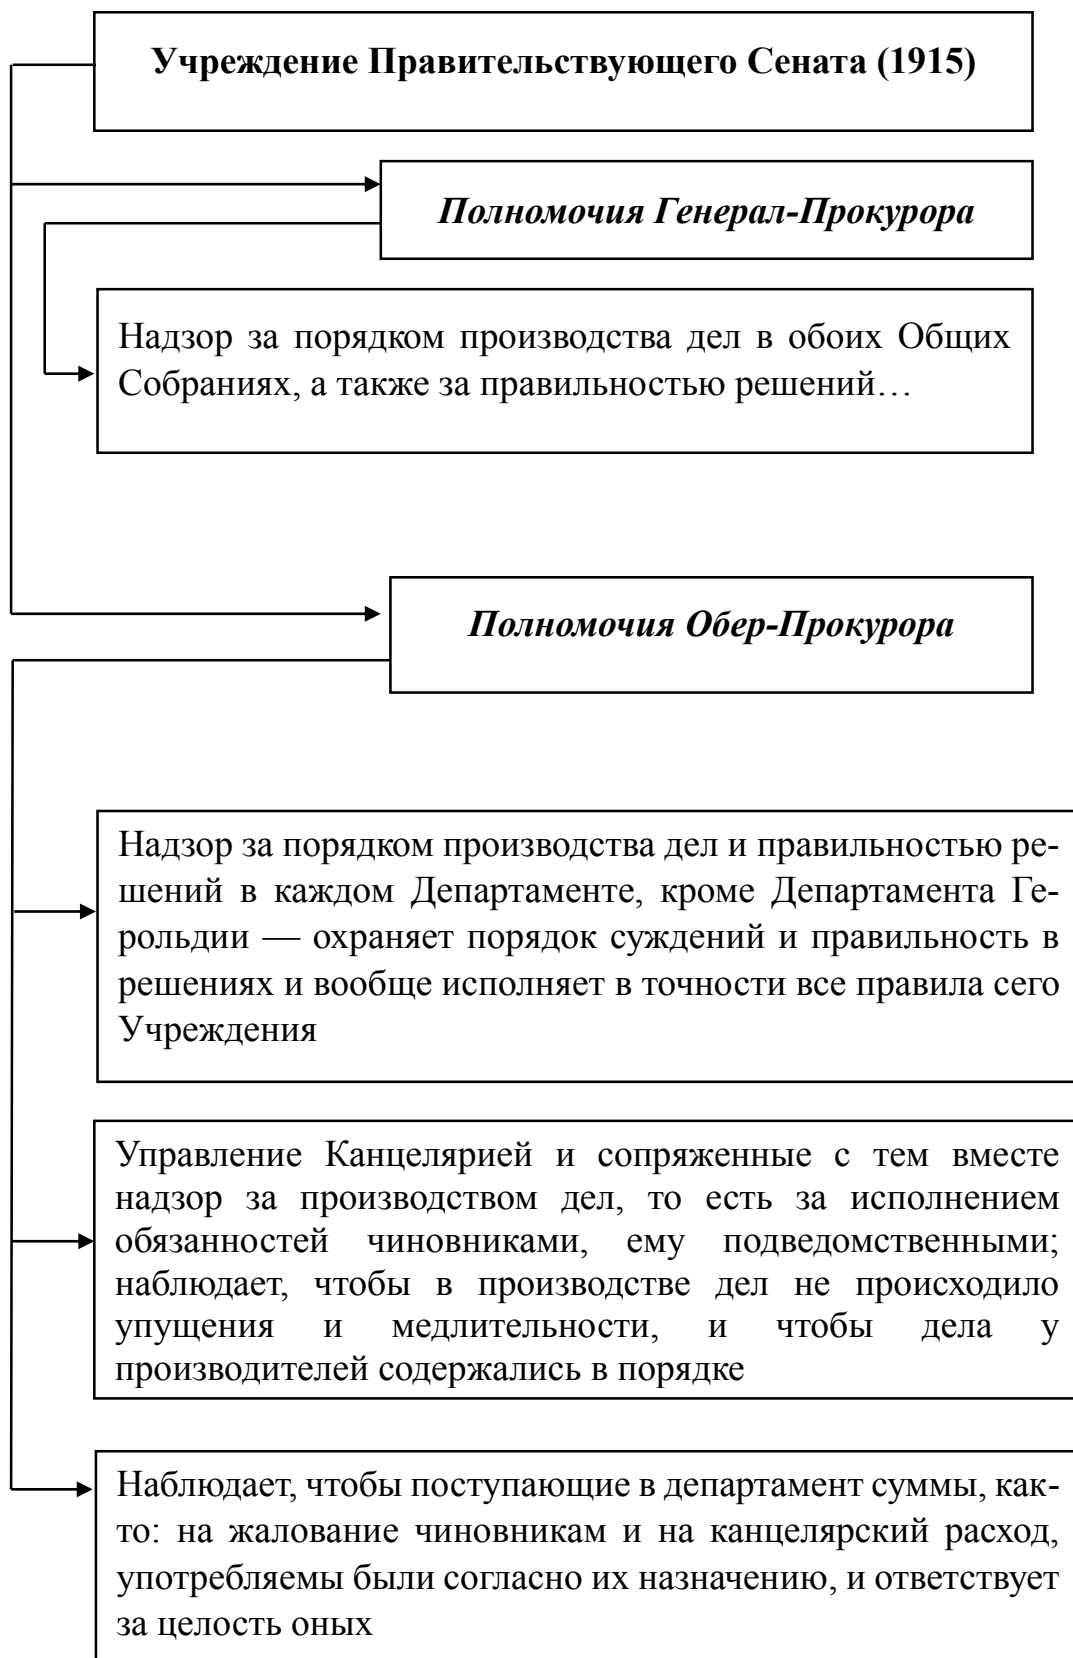 Учреждение Правительствующего Сената (1915)
Полномочия Генерал-Прокурора
Надзор за порядком производства дел в обоих Общих
Собраниях, а также за правильностью решений…
Полномочия Обер-Прокурора
Надзор за порядком производства дел и правильностью ре-
шений в каждом Департаменте, кроме Департамента Ге-
рольдии — охраняет порядок суждений и правильность в
решениях и вообще исполняет в точности все правила сего
Учреждения
Управление Канцелярией и сопряженные с тем вместе
надзор за производством дел, то есть за исполнением
обязанностей чиновниками, ему подведомственными;
наблюдает, чтобы в производстве дел не происходило
упущения и медлительности, и чтобы дела у
производителей содержались в порядке
Наблюдает, чтобы поступающие в департамент суммы, как-
то: на жалование чиновникам и на канцелярский расход,
употребляемы были согласно их назначению, и ответствует
за целость оных